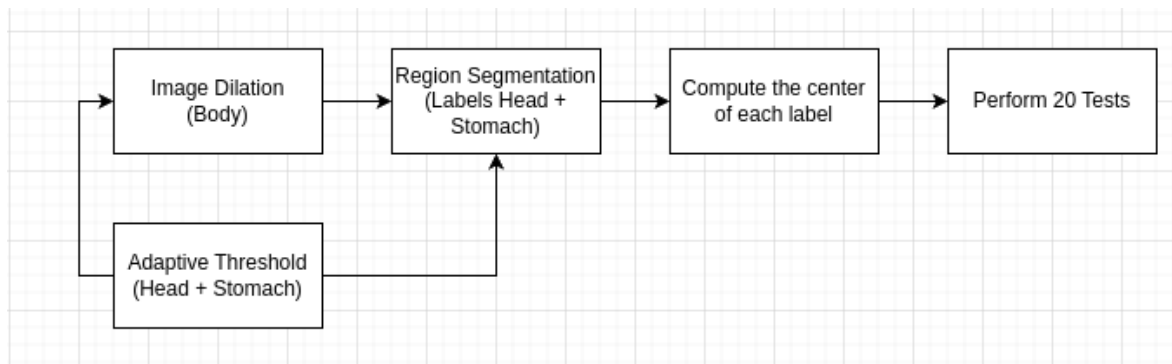 Image Dilation
(Body)
Region Segmentation
(Labels Head +
Stomach)
Compute the center
of each label
Perform 20 Tests
Adaptive Threshold
(Head + Stomach)